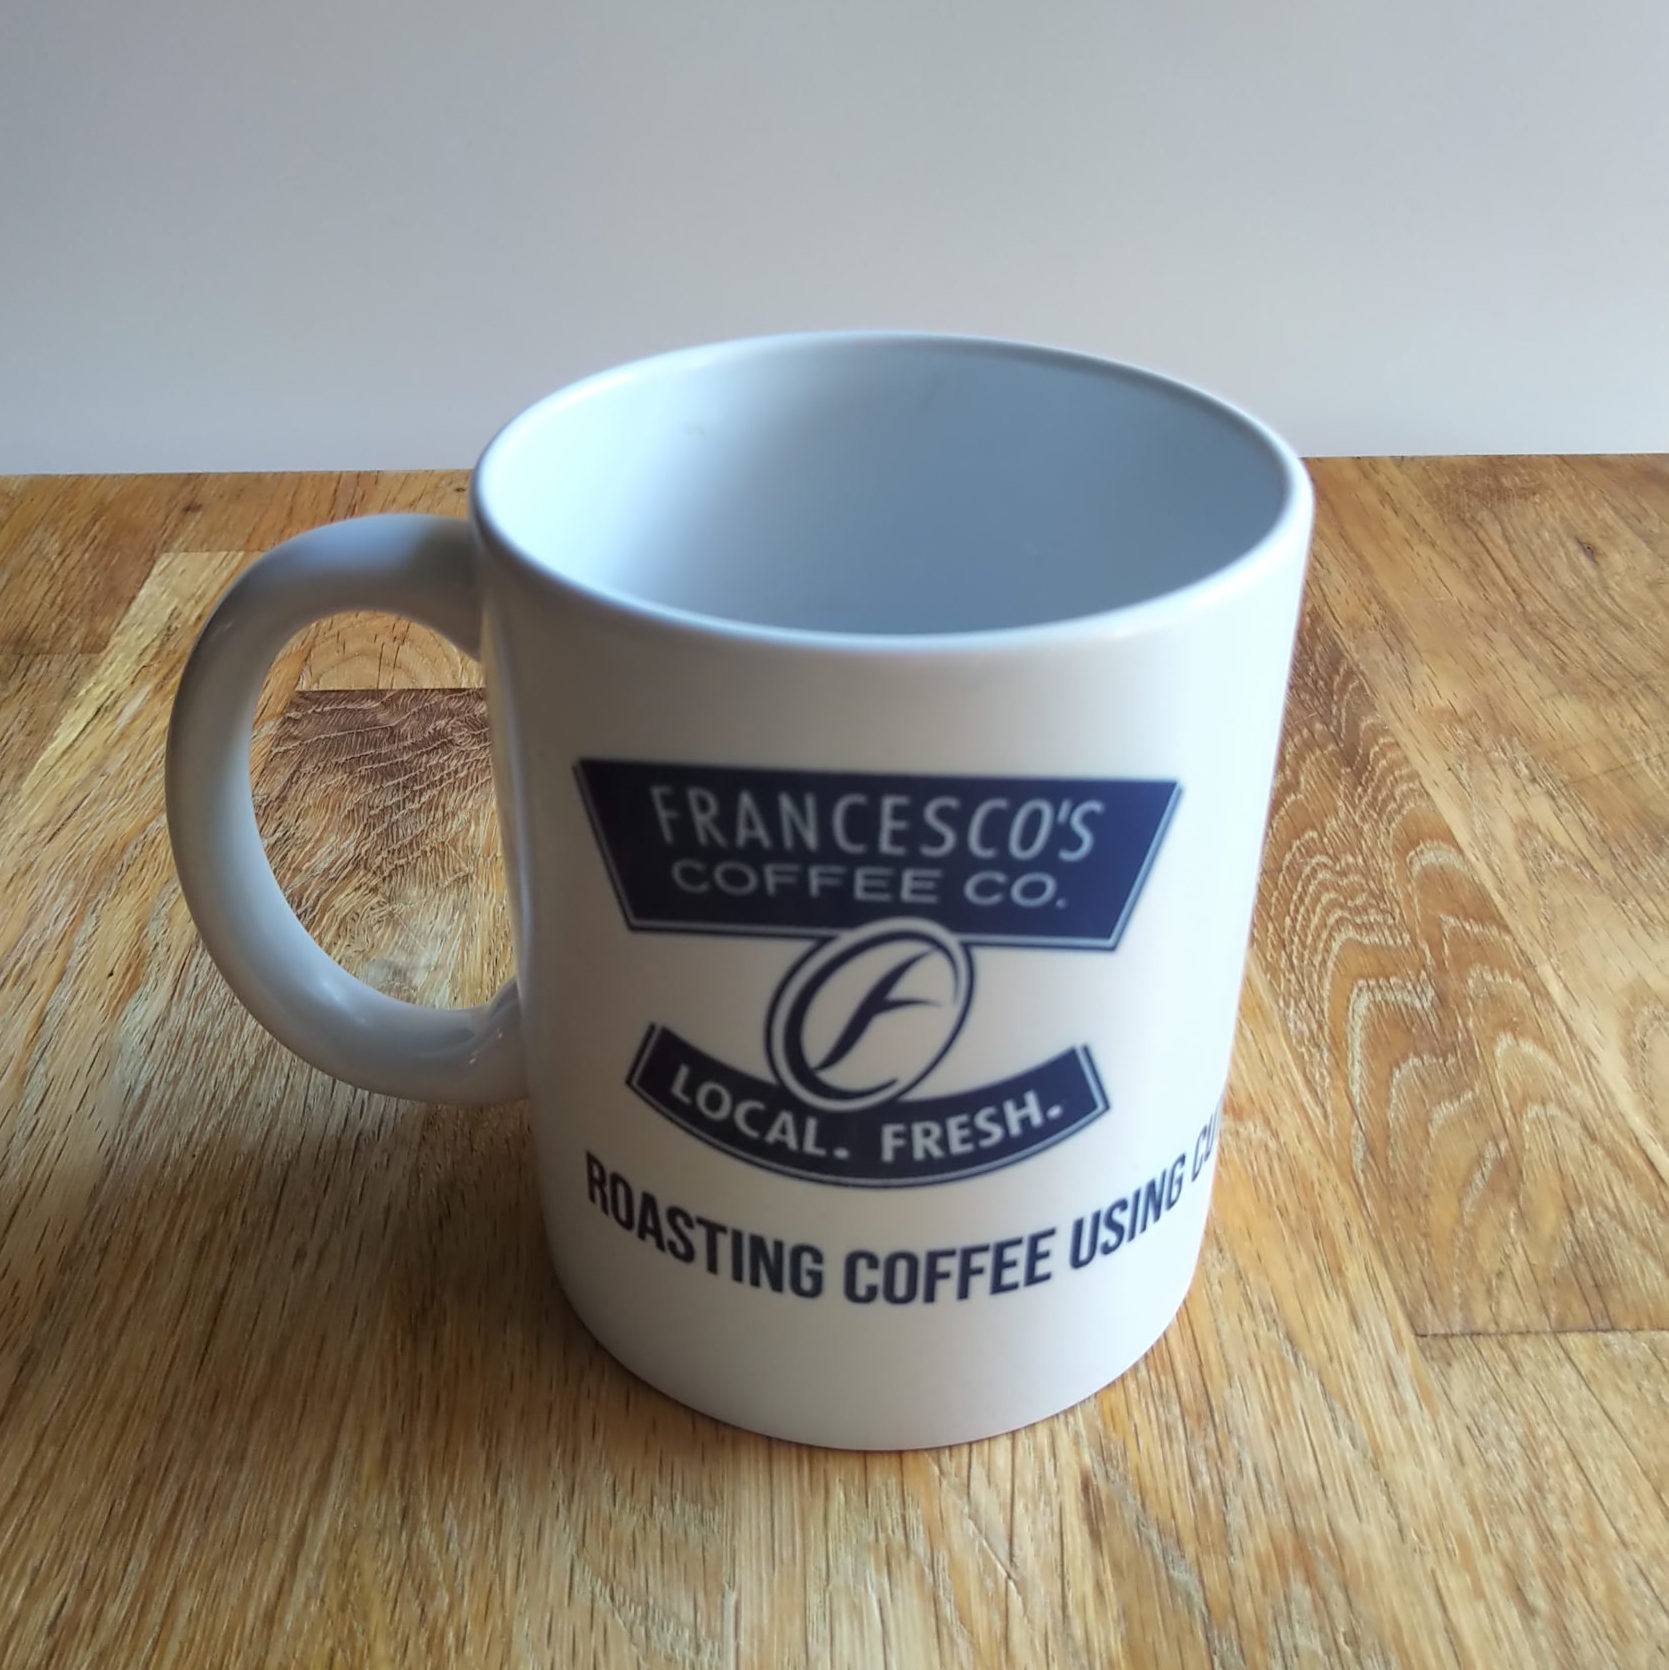 FRANCESCO'S
COFFEE CO.
F
LOCAL. FRESH.
ROASTING COFFEE USING